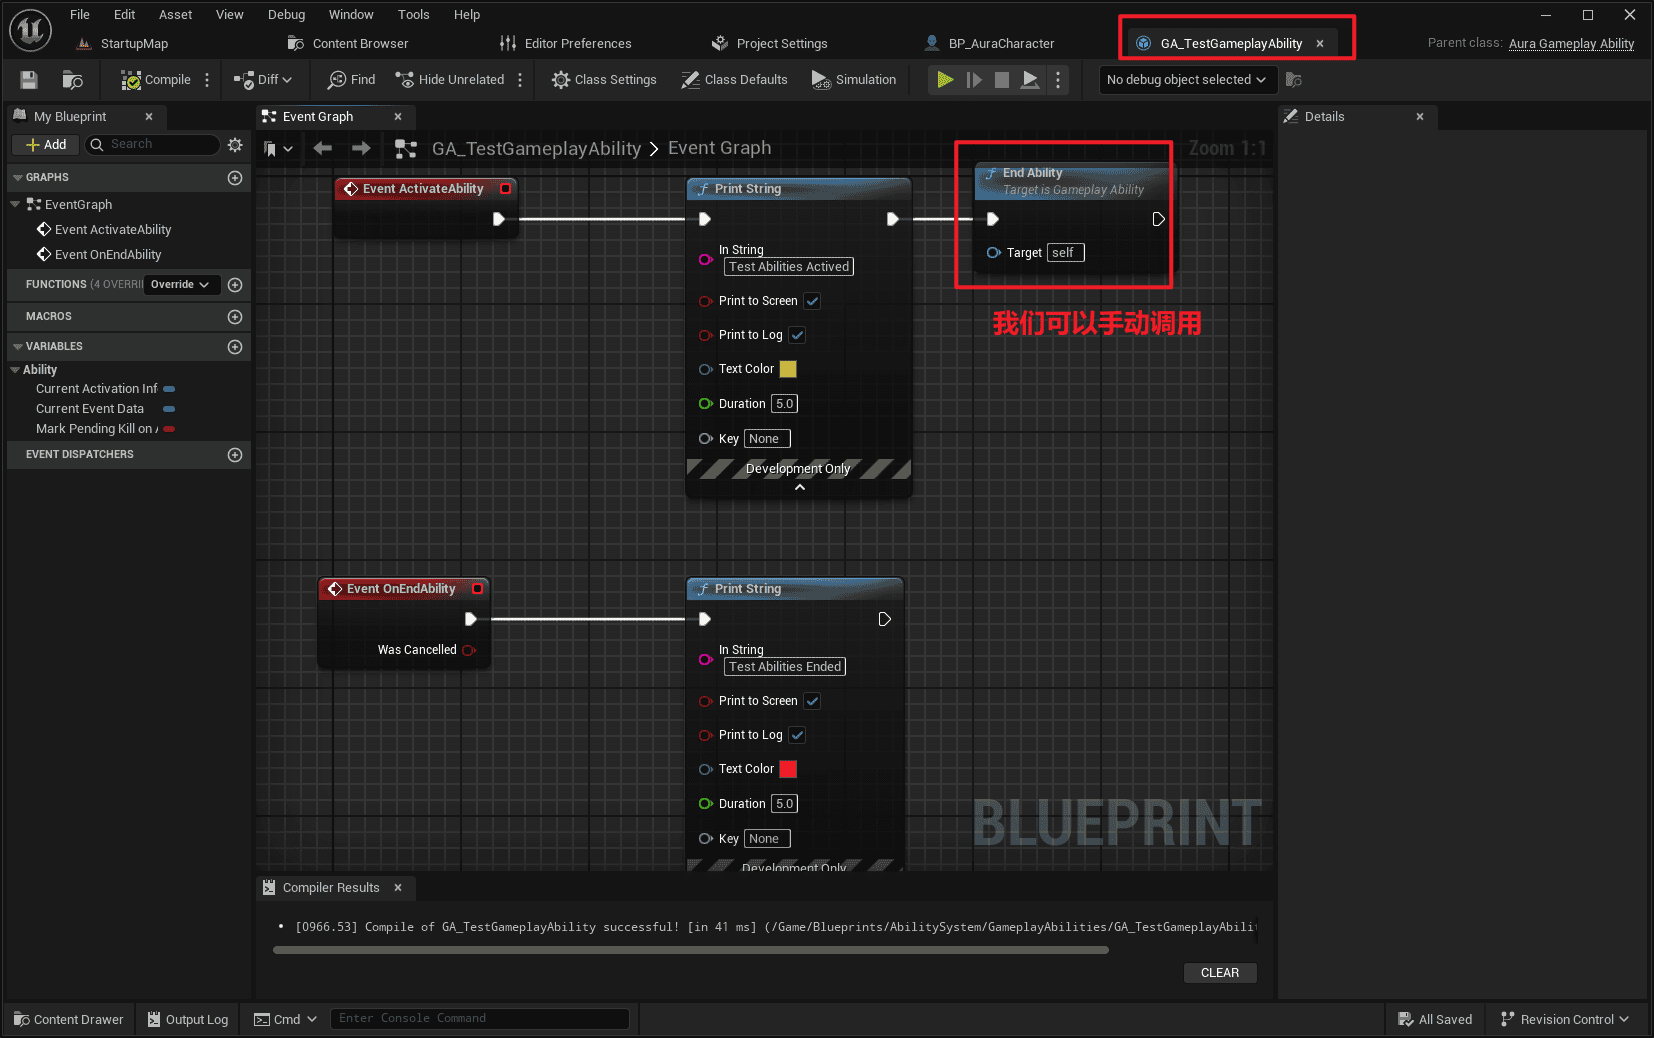 File Edit Asset View Debug Window Tools Help
StartupMap Content Browser Editor Preferences Project Settings BP_AuraCharacter GA_TestGameplayAbility Parent class: Aura Gameplay Ability
Compile Diff Find Hide Unrelated Class Settings Class Defaults Simulation No debug object selected
My Blueprint Event Graph Details
Add Search GA_TestGameplayAbility > Event Graph Zoom 1:1
GRAPHS
EventGraph
Event ActivateAbility
Event OnEndAbility
FUNCTIONS (4 OVERRI Override
MACROS
VARIABLES
Ability
Current Activation Inf
Current Event Data
Mark Pending Kill on
EVENT DISPATCHERS
Event ActivateAbility
Print String
In String
Test Abilities Actived
Print to Screen
Print to Log
Text Color
Duration 5.0
Key None
Development Only
End Ability
Target is Gameplay Ability
Target self
我们可以手动调用
Event OnEndAbility
Was Cancelled
Print String
In String
Test Abilities Ended
Print to Screen
Print to Log
Text Color
Duration 5.0
Key None
Development Only
BLUEPRINT
Compiler Results
• [0966.53] Compile of GA_TestGameplayAbility successful! [in 41 ms] (/Game/Blueprints/AbilitySystem/GameplayAbilities/GA_TestGameplayAbili
CLEAR
Content Drawer Output Log Cmd Enter Console Command All Saved Revision Control